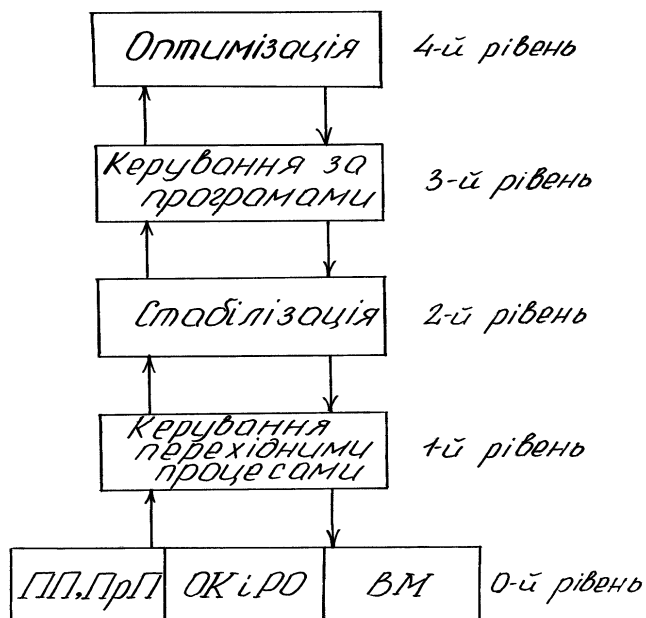 Оптимізація 4-й рівень
Керування за
програмами 3-й рівень
Стабілізація 2-й рівень
Керування
перехідними
процесами 1-й рівень
ПП,ПрП ОК і РО ВМ 0-й рівень